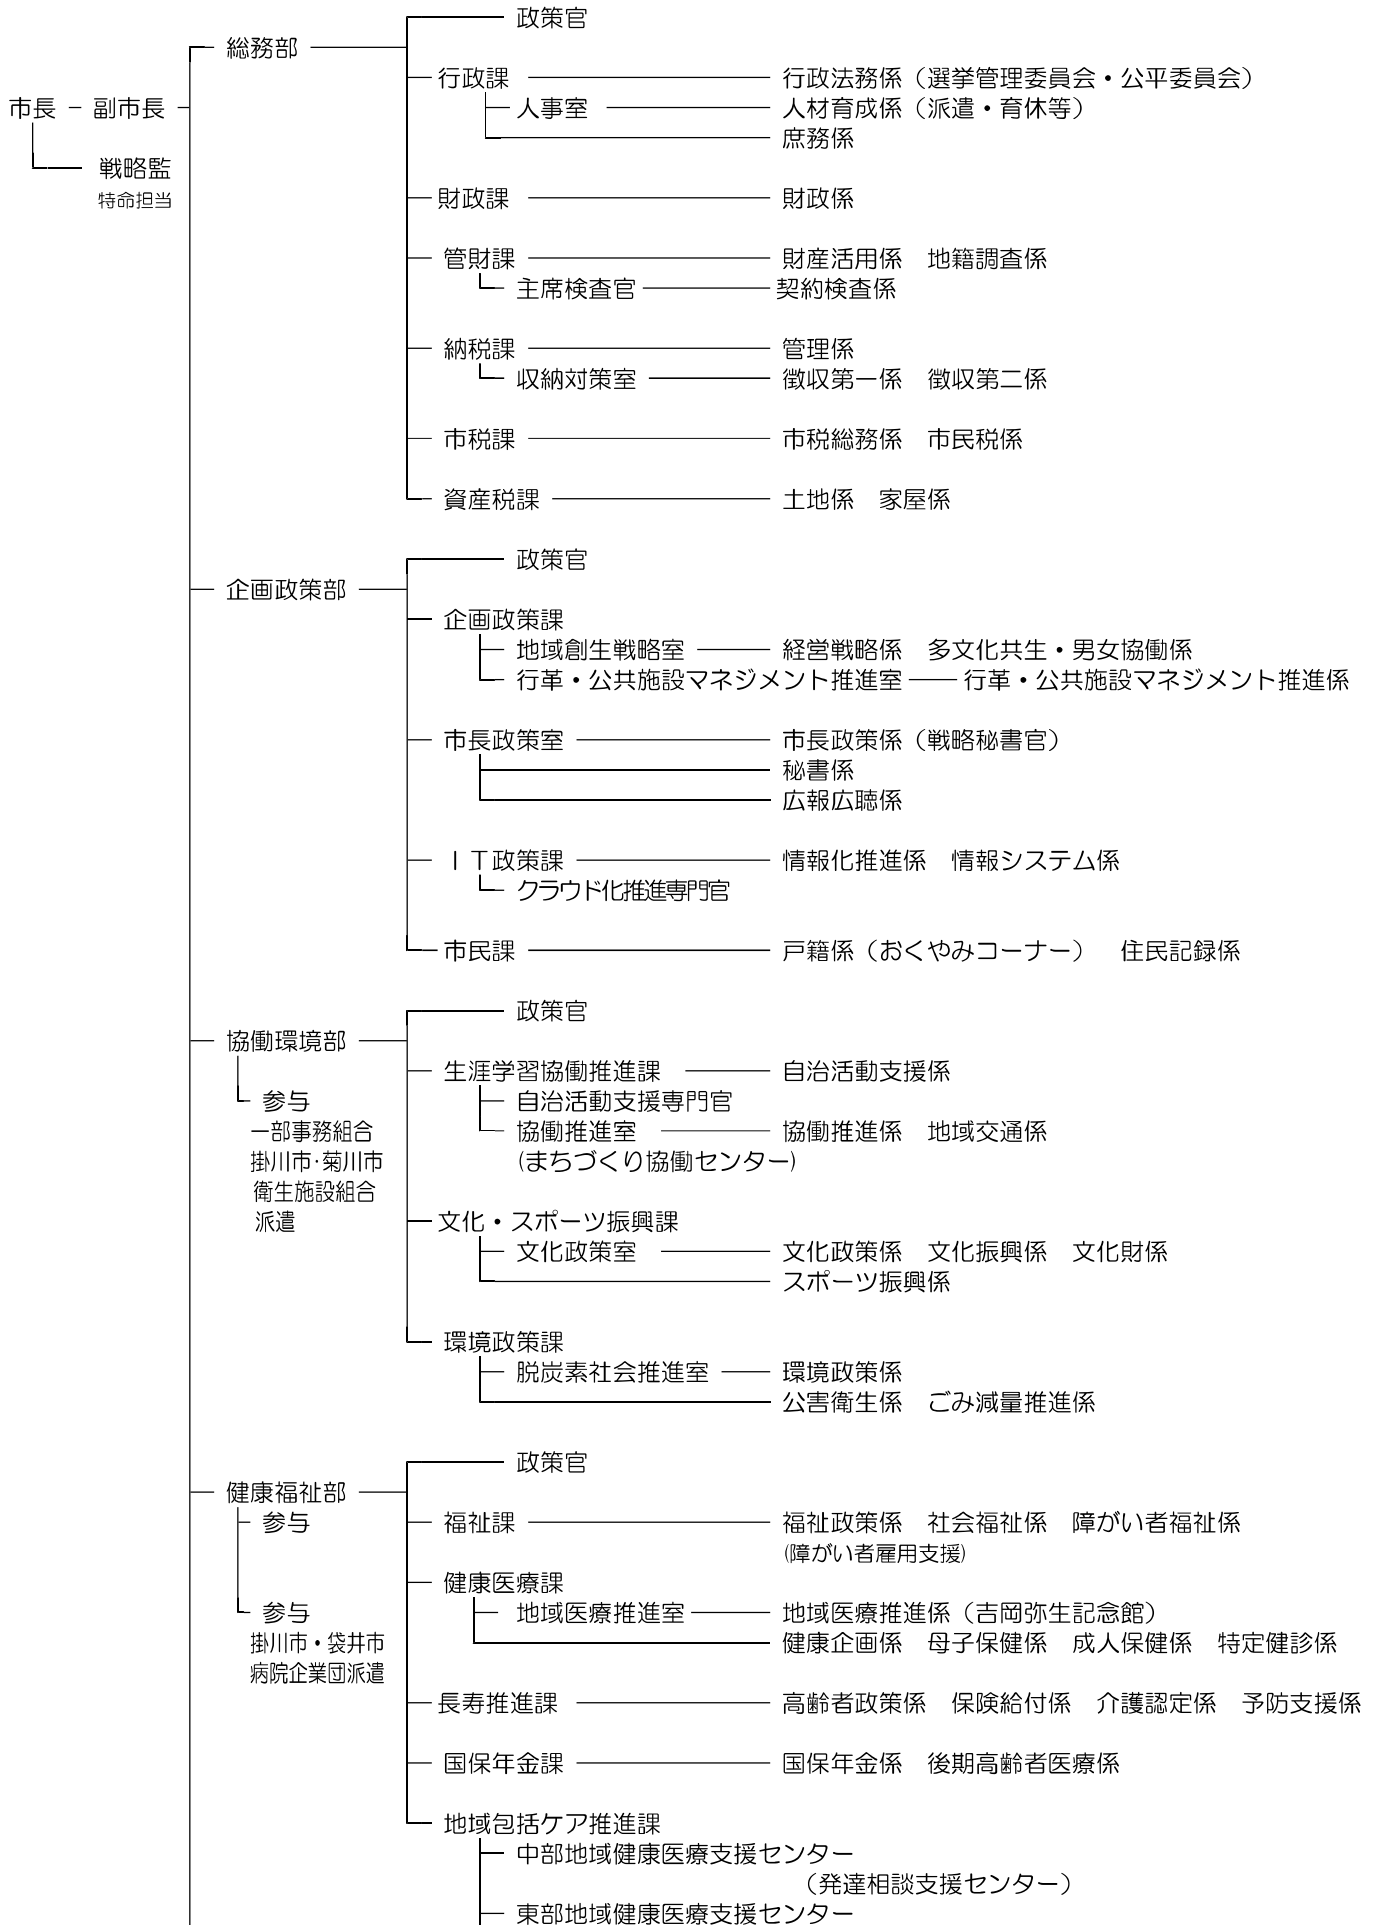 政策官
総務部
行政課 行政法務係（選挙管理委員会・公平委員会）
市長 副市長 人事室 人材育成係（派遣・育休等）
庶務係
戦略監
特命担当 財政課 財政係
管財課 財産活用係 地籍調査係
主席検査官 契約検査係
納税課 管理係
収納対策室 徴収第一係 徴収第二係
市税課 市税総務係 市民税係
資産税課 土地係 家屋係
政策官
企画政策部
企画政策課
地域創生戦略室 経営戦略係 多文化共生・男女協働係
行革・公共施設マネジメント推進室 行革・公共施設マネジメント推進係
市長政策室 市長政策係（戦略秘書官）
秘書係
広報広聴係
ＩＴ政策課 情報化推進係 情報システム係
クラウド化推進専門官
市民課 戸籍係（おくやみコーナー） 住民記録係
政策官
協働環境部
生涯学習協働推進課 自治活動支援係
参与 自治活動支援専門官
一部事務組合 協働推進室 協働推進係 地域交通係
掛川市・菊川市 (まちづくり協働センター)
衛生施設組合
派遣 文化・スポーツ振興課
文化政策室 文化政策係 文化振興係 文化財係
スポーツ振興係
環境政策課
脱炭素社会推進室 環境政策係
公害衛生係 ごみ減量推進係
政策官
健康福祉部
参与 福祉課 福祉政策係 社会福祉係 障がい者福祉係
(障がい者雇用支援)
健康医療課
参与 地域医療推進室 地域医療推進係（吉岡弥生記念館）
掛川市・袋井市 健康企画係 母子保健係 成人保健係 特定健診係
病院企業団派遣
長寿推進課 高齢者政策係 保険給付係 介護認定係 予防支援係
国保年金課 国保年金係 後期高齢者医療係
地域包括ケア推進課
中部地域健康医療支援センター
（発達相談支援センター）
東部地域健康医療支援センター